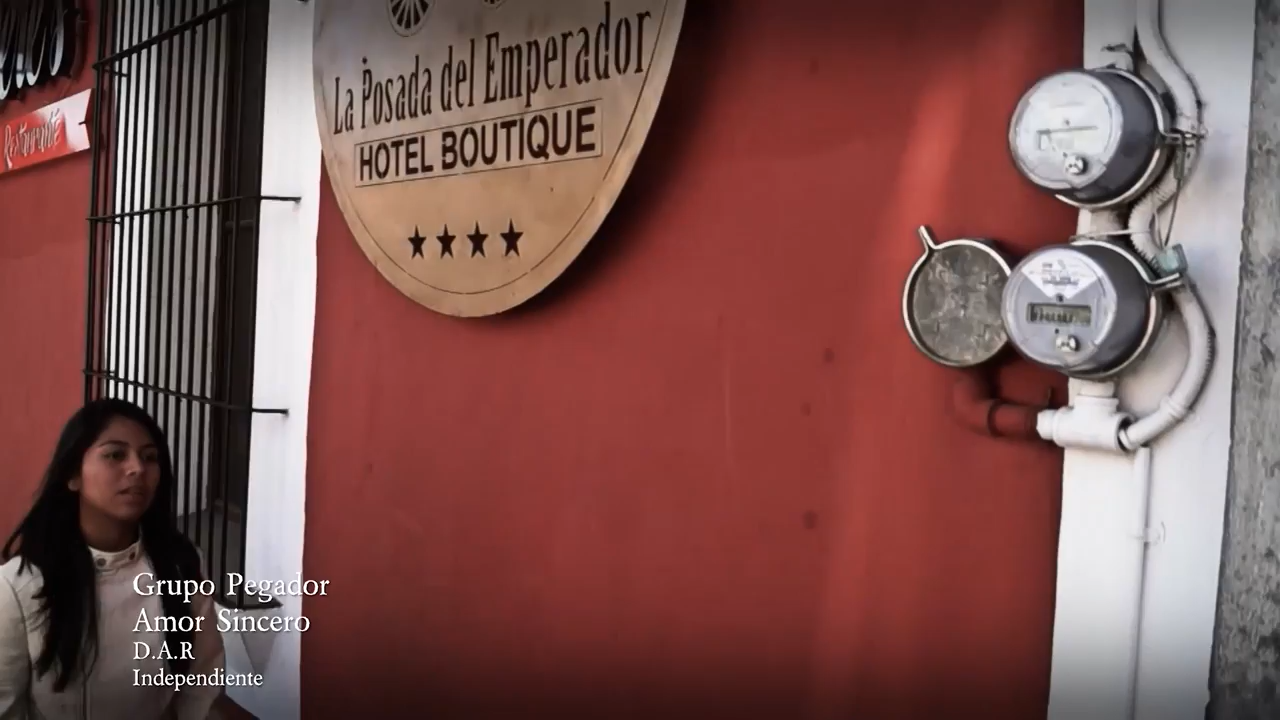 Restaurante
La Posada del Emperador
HOTEL BOUTIQUE
Grupo Pegador
Amor Sincero
D.A.R
Independiente